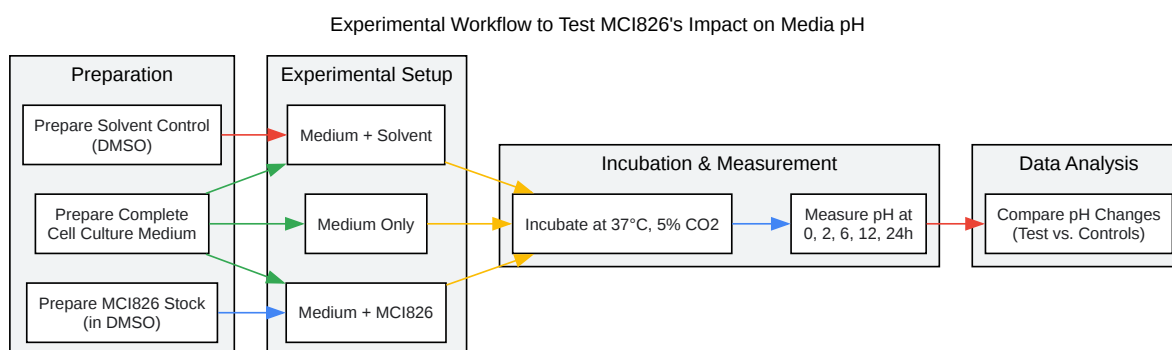 Experimental Workflow to Test MCI826's Impact on Media pH
Preparation
Prepare Solvent Control
(DMSO)
Prepare Complete
Cell Culture Medium
Prepare MCI826 Stock
(in DMSO)
Experimental Setup
Medium + Solvent
Medium Only
Medium + MCI826
Incubation & Measurement
Incubate at 37°C, 5% CO2
Measure pH at
0, 2, 6, 12, 24h
Data Analysis
Compare pH Changes
(Test vs. Controls)